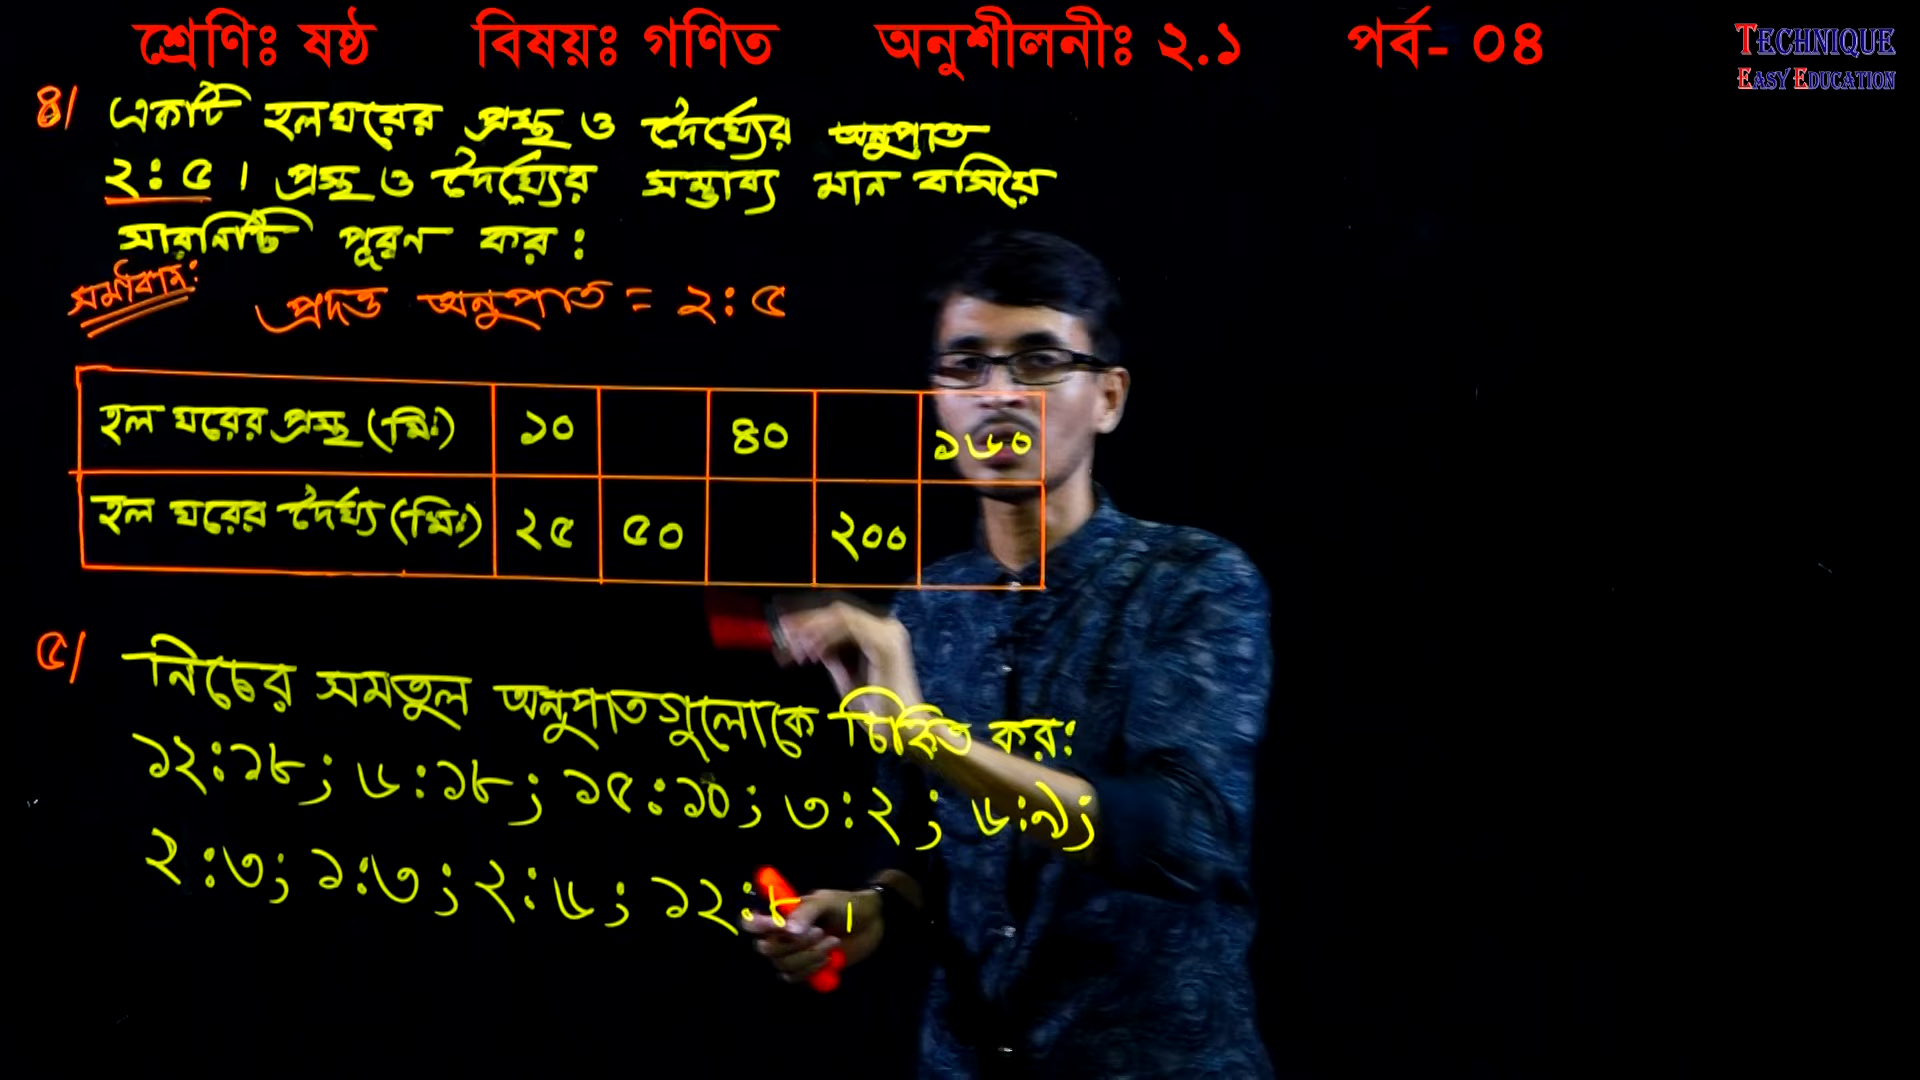 শ্রেণিঃ ষষ্ঠ বিষয়ঃ গণিত অনুশীলনীঃ ২.১ পর্ব- ০৪
TECHNIQUE
EASY EDUCATION
৪/ একটি হলঘরের প্রস্থ ও দৈর্ঘ্যের অনুপাত
২:৫। প্রস্থ ও দৈর্ঘ্যের সম্ভাব্য মান বসিয়ে
সারনিটি পূরণ কর:
সমাধান:
প্রদত্ত অনুপাত = ২:৫
হল ঘরের প্রস্থ (মি:) ১০ ৪০ ১৬০
হল ঘরের দৈর্ঘ্য (মি:) ২৫ ৫০ ২০০
৫/ নিচের সমতুল অনুপাতগুলোকে চিহ্নিত কর:
১২:১৮; ৬:১৮; ১৫:১০; ৩:২; ৬:৯;
২:৩; ১:৩; ২:৬; ১২:৮।